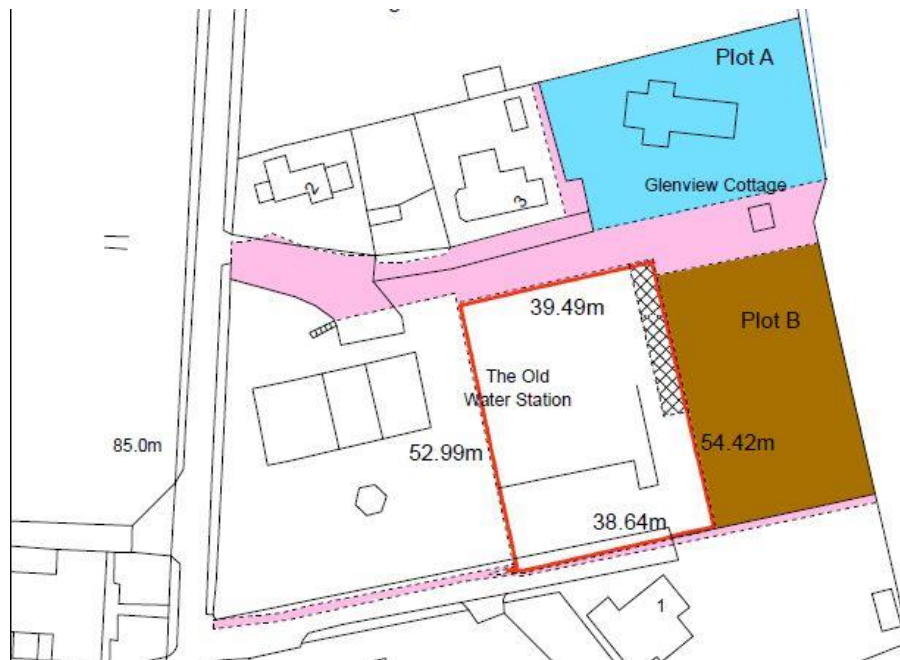 Plot A
2
3
Glenview Cottage
39.49m
Plot B
The Old
Water Station
85.0m
52.99m
54.42m
38.64m
1